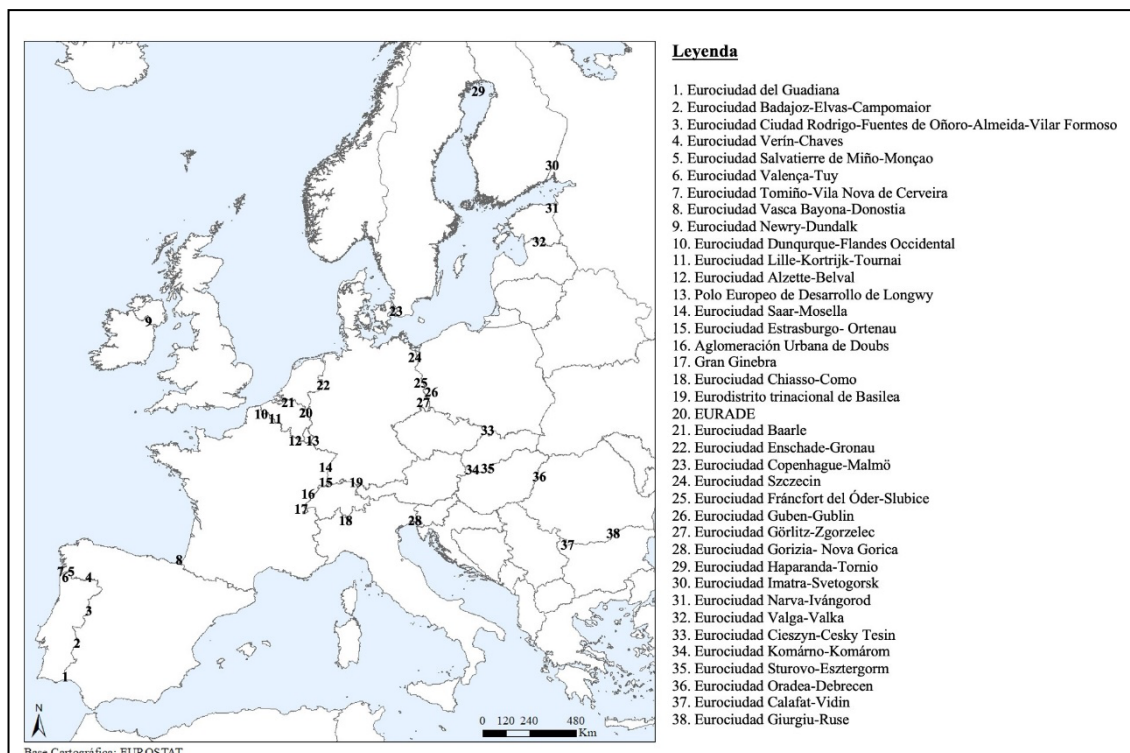 Leyenda
1. Eurociudad del Guadiana
2. Eurociudad Badajoz-Elvas-Campomaior
3. Eurociudad Ciudad Rodrigo-Fuentes de Oñoro-Almeida-Vilar Formoso
4. Eurociudad Verín-Chaves
5. Eurociudad Salvatierre de Miño-Monçao
6. Eurociudad Valença-Tuy
7. Eurociudad Tomiño-Vila Nova de Cerveira
8. Eurociudad Vasca Bayona-Donostia
9. Eurociudad Newry-Dundalk
10. Eurociudad Dunqurque-Flandes Occidental
11. Eurociudad Lille-Kortrijk-Tournai
12. Eurociudad Alzette-Belval
13. Polo Europeo de Desarrollo de Longwy
14. Eurociudad Saar-Mosella
15. Eurociudad Estrasburgo- Ortenau
16. Aglomeración Urbana de Doubs
17. Gran Ginebra
18. Eurociudad Chiasso-Como
19. Eurodistrito trinacional de Basilea
20. EURADE
21. Eurociudad Baarle
22. Eurociudad Enschade-Gronau
23. Eurociudad Copenhague-Malmö
24. Eurociudad Szczecin
25. Eurociudad Fráncfort del Óder-Slubice
26. Eurociudad Guben-Gublin
27. Eurociudad Görlitz-Zgorzelec
28. Eurociudad Gorizia- Nova Gorica
29. Eurociudad Haparanda-Tornio
30. Eurociudad Imatra-Svetogorsk
31. Eurociudad Narva-Ivángorod
32. Eurociudad Valga-Valka
33. Eurociudad Cieszyn-Cesky Tesin
34. Eurociudad Komárno-Komárom
35. Eurociudad Sturovo-Esztergorm
36. Eurociudad Oradea-Debrecen
37. Eurociudad Calafat-Vidin
38. Eurociudad Giurgiu-Ruse
29
30
31
32
23
9
24
22
25
26
21
20
27
10
11
33
12
13
14
34
35
36
15
19
16
17
18
28
38
37
8
7
5
6
4
3
2
1
N
0 120 240 480
Km
Base Cartográfica: EUROSTAT